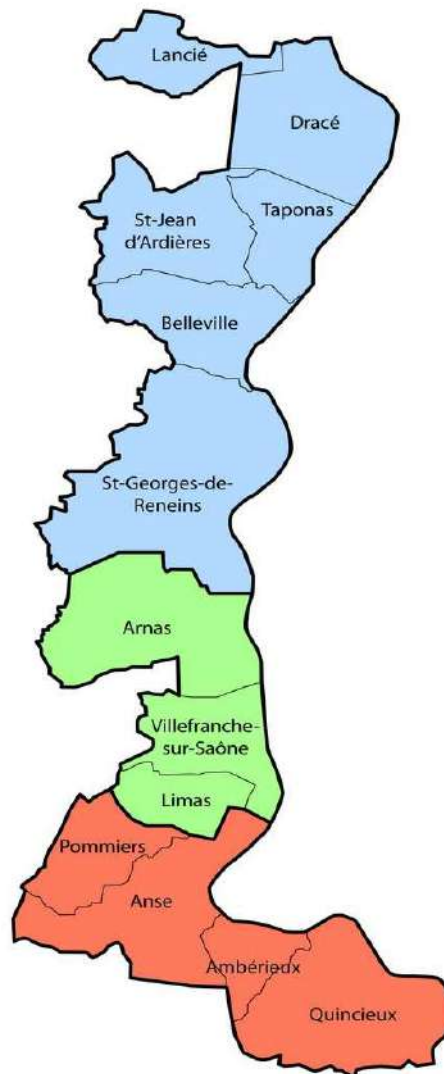 Lancié
Dracé
St-Jean
d'Ardières
Taponas
Belleville
St-Georges-de-
Reneins
Arnas
Villefranche-
sur-Saône
Limas
Pommiers
Anse
Ambérieux
Quincieux